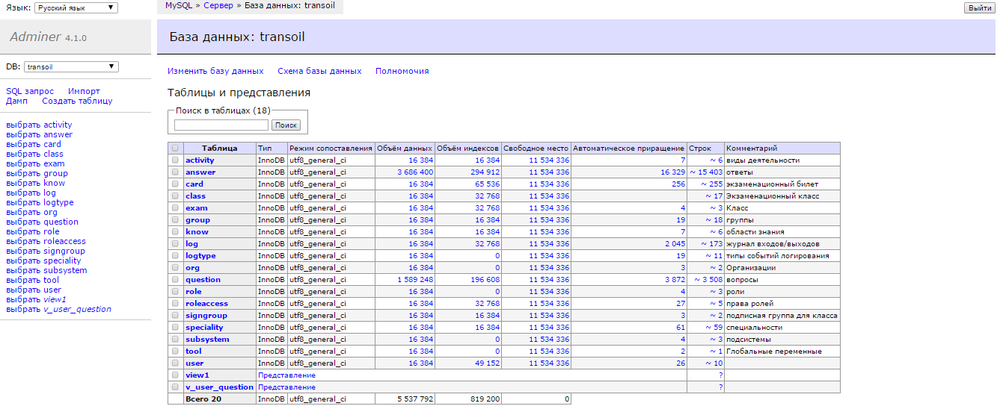 Язык: Русский язык
MySQL » Сервер » База данных: transoil
Выйти
Adminer 4.1.0
База данных: transoil
DB: transoil
SQL запрос Импорт
Дамп Создать таблицу
выбрать activity
выбрать answer
выбрать card
выбрать class
выбрать exam
выбрать group
выбрать know
выбрать log
выбрать logtype
выбрать org
выбрать question
выбрать role
выбрать roleaccess
выбрать signgroup
выбрать speciality
выбрать subsystem
выбрать tool
выбрать user
выбрать view1
выбрать v_user_question
Изменить базу данных Схема базы данных Полномочия
Таблицы и представления
Поиск в таблицах (18)
Поиск
Таблица Тип Режим сопоставления Объём данных Объём индексов Свободное место Автоматическое приращение Строк Комментарий
activity InnoDB utf8_general_ci 16 384 16 384 11 534 336 7 ~ 6 виды деятельности
answer InnoDB utf8_general_ci 3 686 400 294 912 11 534 336 16 329 ~ 15 403 ответы
card InnoDB utf8_general_ci 16 384 65 536 11 534 336 256 ~ 255 экзаменационный билет
class InnoDB utf8_general_ci 16 384 32 768 11 534 336 ~ 17 Экзаменационный класс
exam InnoDB utf8_general_ci 16 384 32 768 11 534 336 4 ~ 3 Класс
group InnoDB utf8_general_ci 16 384 16 384 11 534 336 19 ~ 18 группы
know InnoDB utf8_general_ci 16 384 16 384 11 534 336 7 ~ 6 области знания
log InnoDB utf8_general_ci 16 384 32 768 11 534 336 2 045 ~ 173 журнал входов/выходов
logtype InnoDB utf8_general_ci 16 384 0 11 534 336 19 ~ 11 типы событий логирования
org InnoDB utf8_general_ci 16 384 0 11 534 336 3 ~ 2 Организации
question InnoDB utf8_general_ci 1 589 248 196 608 11 534 336 3 872 ~ 3 508 вопросы
role InnoDB utf8_general_ci 16 384 0 11 534 336 4 ~ 3 роли
roleaccess InnoDB utf8_general_ci 16 384 32 768 11 534 336 27 ~ 5 права ролей
signgroup InnoDB utf8_general_ci 16 384 16 384 11 534 336 3 ~ 2 подписная группа для класса
speciality InnoDB utf8_general_ci 16 384 16 384 11 534 336 61 ~ 59 специальности
subsystem InnoDB utf8_general_ci 16 384 0 11 534 336 4 ~ 3 подсистемы
tool InnoDB utf8_general_ci 16 384 0 11 534 336 2 ~ 1 Глобальные переменные
user InnoDB utf8_general_ci 16 384 49 152 11 534 336 26 ~ 10
view1 Представление ?
v_user_question Представление ?
Всего 20 InnoDB utf8_general_ci 5 537 792 819 200 0